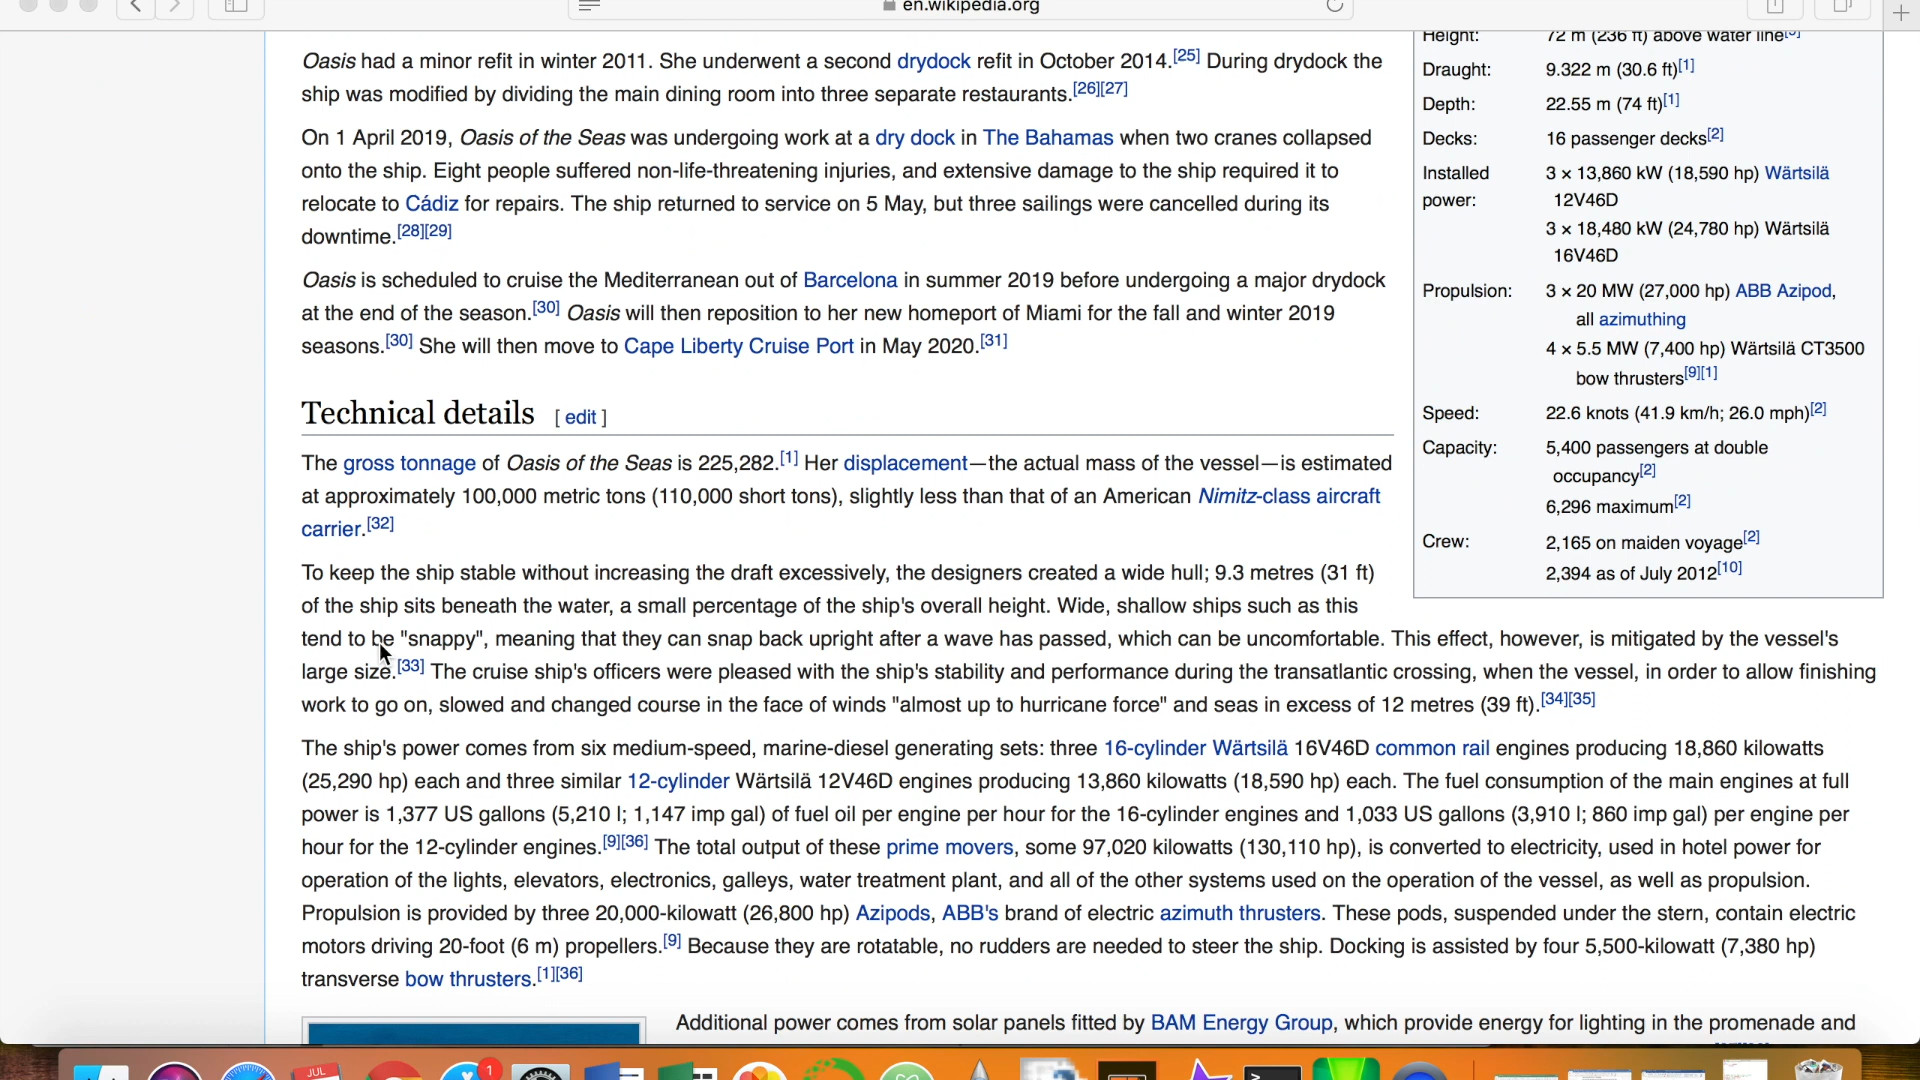 en.wikipedia.org
Oasis had a minor refit in winter 2011. She underwent a second drydock refit in October 2014.[25] During drydock the
ship was modified by dividing the main dining room into three separate restaurants.[26][27]
On 1 April 2019, Oasis of the Seas was undergoing work at a dry dock in The Bahamas when two cranes collapsed
onto the ship. Eight people suffered non-life-threatening injuries, and extensive damage to the ship required it to
relocate to Cádiz for repairs. The ship returned to service on 5 May, but three sailings were cancelled during its
downtime.[28][29]
Oasis is scheduled to cruise the Mediterranean out of Barcelona in summer 2019 before undergoing a major drydock
at the end of the season.[30] Oasis will then reposition to her new homeport of Miami for the fall and winter 2019
seasons.[30] She will then move to Cape Liberty Cruise Port in May 2020.[31]
Technical details [ edit ]
The gross tonnage of Oasis of the Seas is 225,282.[1] Her displacement—the actual mass of the vessel—is estimated
at approximately 100,000 metric tons (110,000 short tons), slightly less than that of an American Nimitz-class aircraft
carrier.[32]
To keep the ship stable without increasing the draft excessively, the designers created a wide hull; 9.3 metres (31 ft)
of the ship sits beneath the water, a small percentage of the ship's overall height. Wide, shallow ships such as this
tend to be "snappy", meaning that they can snap back upright after a wave has passed, which can be uncomfortable. This effect, however, is mitigated by the vessel's
large size.[33] The cruise ship's officers were pleased with the ship's stability and performance during the transatlantic crossing, when the vessel, in order to allow finishing
work to go on, slowed and changed course in the face of winds "almost up to hurricane force" and seas in excess of 12 metres (39 ft).[34][35]
The ship's power comes from six medium-speed, marine-diesel generating sets: three 16-cylinder Wärtsilä 16V46D common rail engines producing 18,860 kilowatts
(25,290 hp) each and three similar 12-cylinder Wärtsilä 12V46D engines producing 13,860 kilowatts (18,590 hp) each. The fuel consumption of the main engines at full
power is 1,377 US gallons (5,210 l; 1,147 imp gal) of fuel oil per engine per hour for the 16-cylinder engines and 1,033 US gallons (3,910 l; 860 imp gal) per engine per
hour for the 12-cylinder engines.[9][36] The total output of these prime movers, some 97,020 kilowatts (130,110 hp), is converted to electricity, used in hotel power for
operation of the lights, elevators, electronics, galleys, water treatment plant, and all of the other systems used on the operation of the vessel, as well as propulsion.
Propulsion is provided by three 20,000-kilowatt (26,800 hp) Azipods, ABB's brand of electric azimuth thrusters. These pods, suspended under the stern, contain electric
motors driving 20-foot (6 m) propellers.[9] Because they are rotatable, no rudders are needed to steer the ship. Docking is assisted by four 5,500-kilowatt (7,380 hp)
transverse bow thrusters.[1][36]
Additional power comes from solar panels fitted by BAM Energy Group, which provide energy for lighting in the promenade and
Height: 72 m (236 ft) above water line[9]
Draught: 9.322 m (30.6 ft)[1]
Depth: 22.55 m (74 ft)[1]
Decks: 16 passenger decks[2]
Installed 3 × 13,860 kW (18,590 hp) Wärtsilä
power: 12V46D
3 × 18,480 kW (24,780 hp) Wärtsilä
16V46D
Propulsion: 3 × 20 MW (27,000 hp) ABB Azipod,
all azimuthing
4 × 5.5 MW (7,400 hp) Wärtsilä CT3500
bow thrusters[9][1]
Speed: 22.6 knots (41.9 km/h; 26.0 mph)[2]
Capacity: 5,400 passengers at double
occupancy[2]
6,296 maximum[2]
Crew: 2,165 on maiden voyage[2]
2,394 as of July 2012[10]
JUL
1